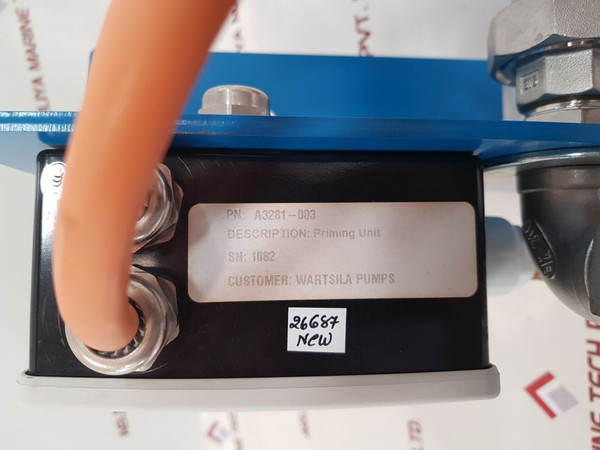 PN: A3281-003
DESCRIPTION: Priming Unit
SN: 1082
CUSTOMER: WARTSILA PUMPS
26687
NEW